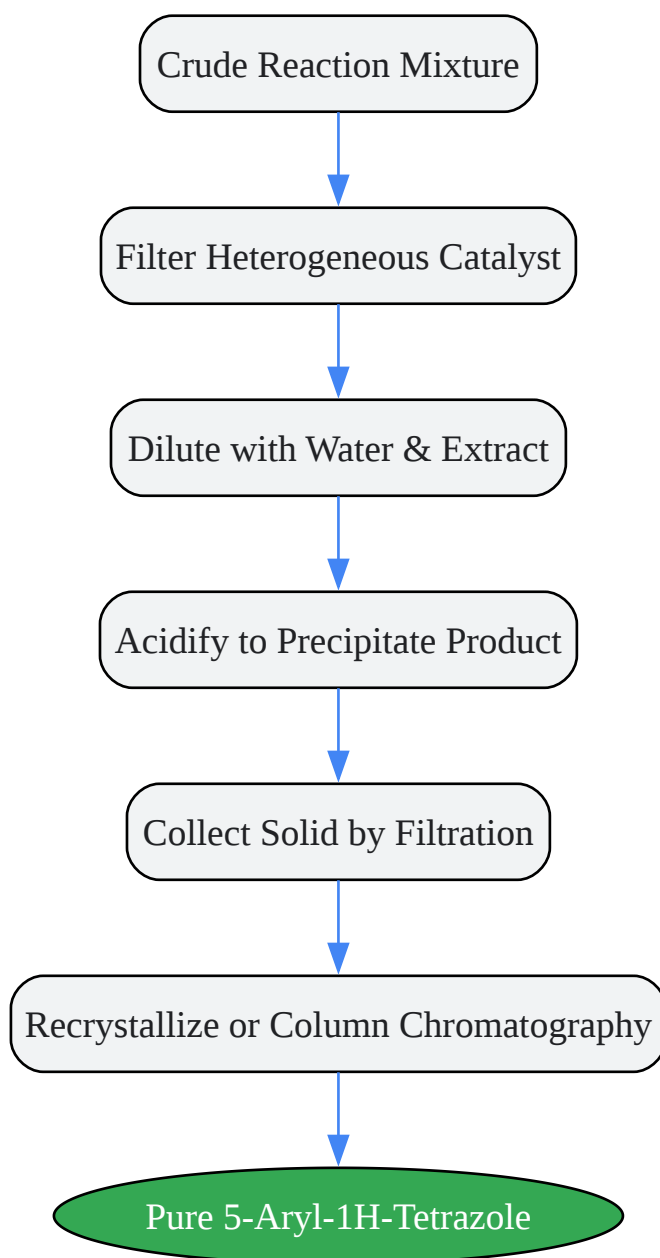 Crude Reaction Mixture
Filter Heterogeneous Catalyst
Dilute with Water & Extract
Acidify to Precipitate Product
Collect Solid by Filtration
Recrystallize or Column Chromatography
Pure 5-Aryl-1H-Tetrazole